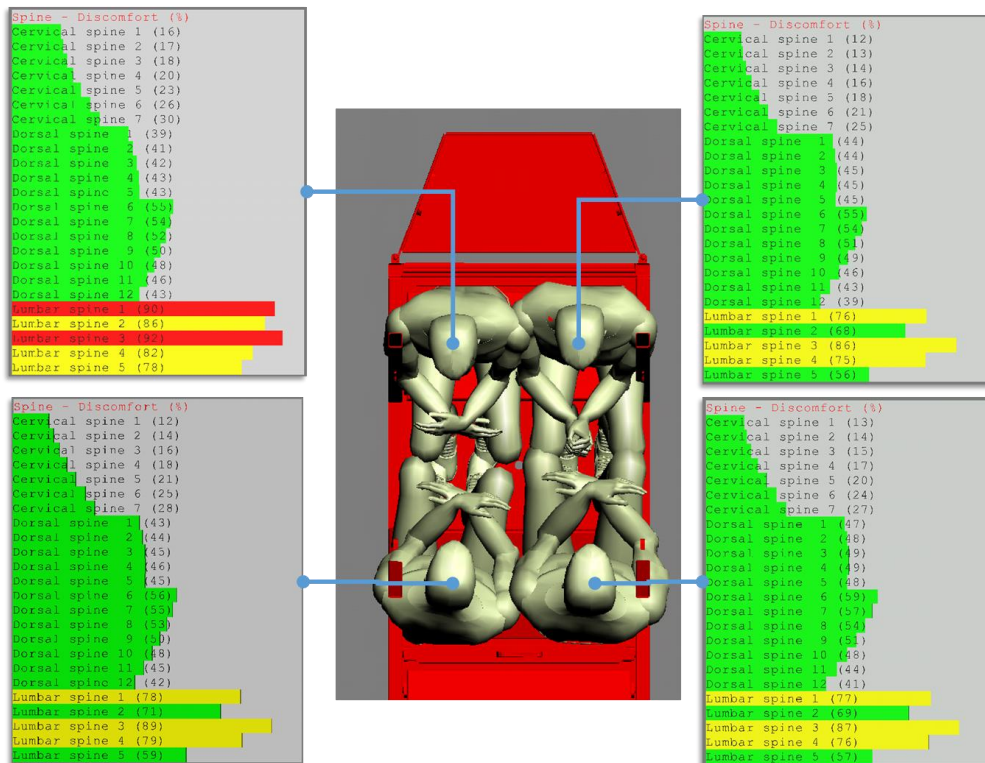 Spine - Discomfort (%)
Cervical spine 1 (16)
Cervical spine 2 (17)
Cervical spine 3 (18)
Cervical spine 4 (20)
Cervical spine 5 (23)
Cervical spine 6 (26)
Cervical spine 7 (30)
Dorsal spine 1 (39)
Dorsal spine 2 (41)
Dorsal spine 3 (42)
Dorsal spine 4 (43)
Dorsal spine 5 (43)
Dorsal spine 6 (55)
Dorsal spine 7 (54)
Dorsal spine 8 (52)
Dorsal spine 9 (50)
Dorsal spine 10 (48)
Dorsal spine 11 (46)
Dorsal spine 12 (43)
Lumbar spine 1 (90)
Lumbar spine 2 (86)
Lumbar spine 3 (92)
Lumbar spine 4 (82)
Lumbar spine 5 (78)
Spine - Discomfort (%)
Cervical spine 1 (12)
Cervical spine 2 (13)
Cervical spine 3 (14)
Cervical spine 4 (16)
Cervical spine 5 (18)
Cervical spine 6 (21)
Cervical spine 7 (25)
Dorsal spine 1 (44)
Dorsal spine 2 (44)
Dorsal spine 3 (45)
Dorsal spine 4 (45)
Dorsal spine 5 (45)
Dorsal spine 6 (55)
Dorsal spine 7 (54)
Dorsal spine 8 (51)
Dorsal spine 9 (49)
Dorsal spine 10 (46)
Dorsal spine 11 (43)
Dorsal spine 12 (39)
Lumbar spine 1 (76)
Lumbar spine 2 (68)
Lumbar spine 3 (86)
Lumbar spine 4 (75)
Lumbar spine 5 (56)
Spine - Discomfort (%)
Cervical spine 1 (12)
Cervical spine 2 (14)
Cervical spine 3 (16)
Cervical spine 4 (18)
Cervical spine 5 (21)
Cervical spine 6 (25)
Cervical spine 7 (28)
Dorsal spine 1 (43)
Dorsal spine 2 (44)
Dorsal spine 3 (45)
Dorsal spine 4 (46)
Dorsal spine 5 (45)
Dorsal spine 6 (56)
Dorsal spine 7 (55)
Dorsal spine 8 (53)
Dorsal spine 9 (50)
Dorsal spine 10 (48)
Dorsal spine 11 (45)
Dorsal spine 12 (42)
Lumbar spine 1 (78)
Lumbar spine 2 (71)
Lumbar spine 3 (89)
Lumbar spine 4 (79)
Lumbar spine 5 (59)
Spine - Discomfort (%)
Cervical spine 1 (13)
Cervical spine 2 (14)
Cervical spine 3 (15)
Cervical spine 4 (17)
Cervical spine 5 (20)
Cervical spine 6 (24)
Cervical spine 7 (27)
Dorsal spine 1 (47)
Dorsal spine 2 (48)
Dorsal spine 3 (49)
Dorsal spine 4 (49)
Dorsal spine 5 (48)
Dorsal spine 6 (59)
Dorsal spine 7 (57)
Dorsal spine 8 (54)
Dorsal spine 9 (51)
Dorsal spine 10 (48)
Dorsal spine 11 (44)
Dorsal spine 12 (41)
Lumbar spine 1 (77)
Lumbar spine 2 (69)
Lumbar spine 3 (87)
Lumbar spine 4 (76)
Lumbar spine 5 (57)